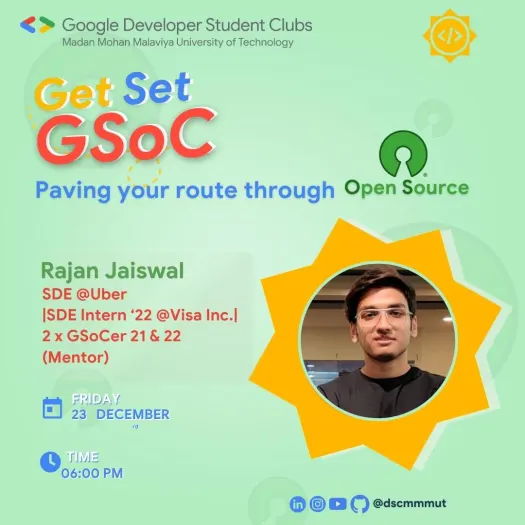 Google Developer Student Clubs
Madan Mohan Malaviya University of Technology
Get Set
GSoC
Paving your route through
Open Source
Rajan Jaiswal
SDE @Uber
|SDE Intern ‘22 @Visa Inc.|
2 x GSoCer 21 & 22
(Mentor)
FRIDAY
23 DECEMBER
rd
TIME
06:00 PM
@dscmmmut